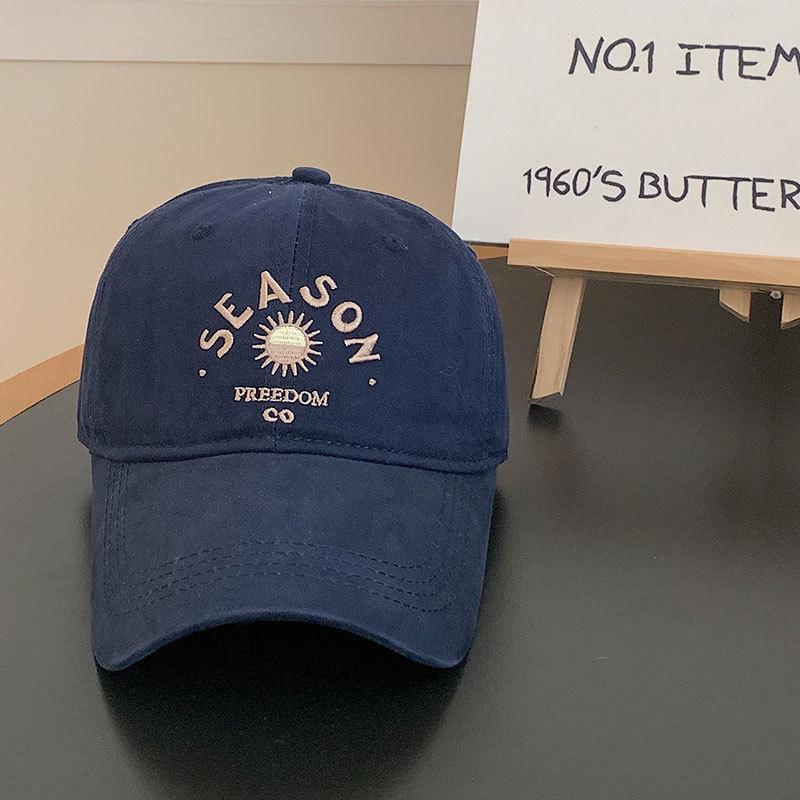 SEASON
PREEDOM
CO
NO.1 ITEM
1960'S BUTTER